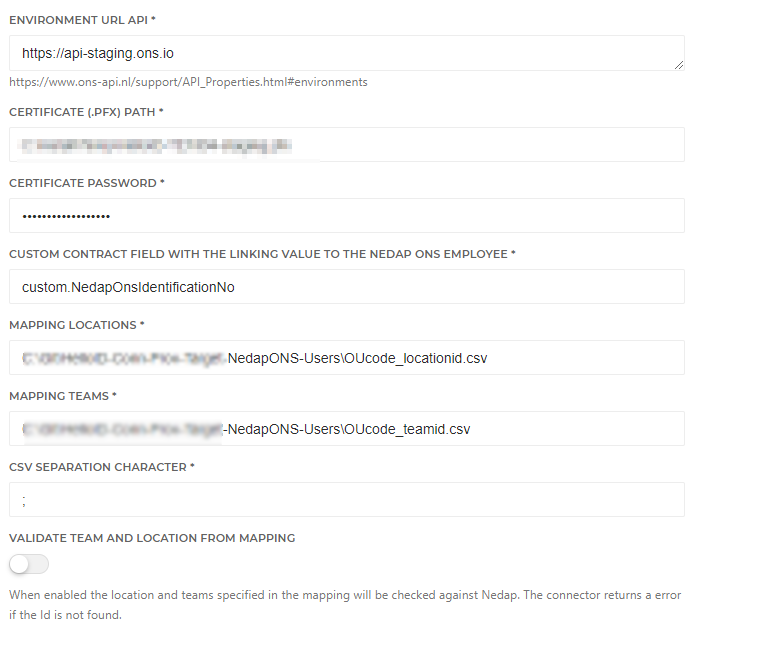 ENVIRONMENT URL API *
https://api-staging.ons.io
https://www.ons-api.nl/support/API_Properties.html#environments
CERTIFICATE (.PFX) PATH *
CERTIFICATE PASSWORD *
••••••••••••••••••
CUSTOM CONTRACT FIELD WITH THE LINKING VALUE TO THE NEDAP ONS EMPLOYEE *
custom.NedapOnsIdentificationNo
MAPPING LOCATIONS *
-NedapONS-Users\OUcode_locationid.csv
MAPPING TEAMS *
-NedapONS-Users\OUcode_teamid.csv
CSV SEPARATION CHARACTER *
;
VALIDATE TEAM AND LOCATION FROM MAPPING
When enabled the location and teams specified in the mapping will be checked against Nedap. The connector returns a error
if the Id is not found.